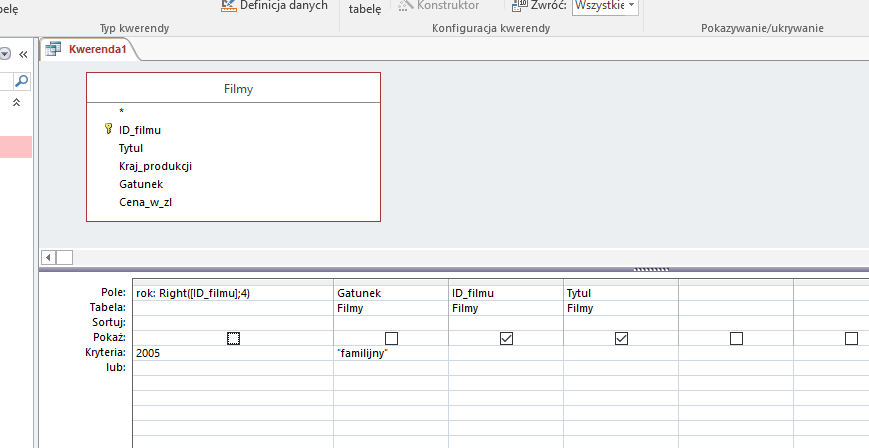 belę
Definicja danych
tabelę
Konstruktor
Zwróć: Wszystkie
Typ kwerendy
Konfiguracja kwerendy
Pokazywanie/ukrywanie
Kwerenda1
Filmy
*
ID_filmu
Tytul
Kraj_produkcji
Gatunek
Cena_w_zl
Pole: rok: Right([ID_filmu];4) Gatunek ID_filmu Tytul
Tabela: Filmy Filmy Filmy
Sortuj:
Pokaż:
Kryteria: 2005 "familijny"
lub: